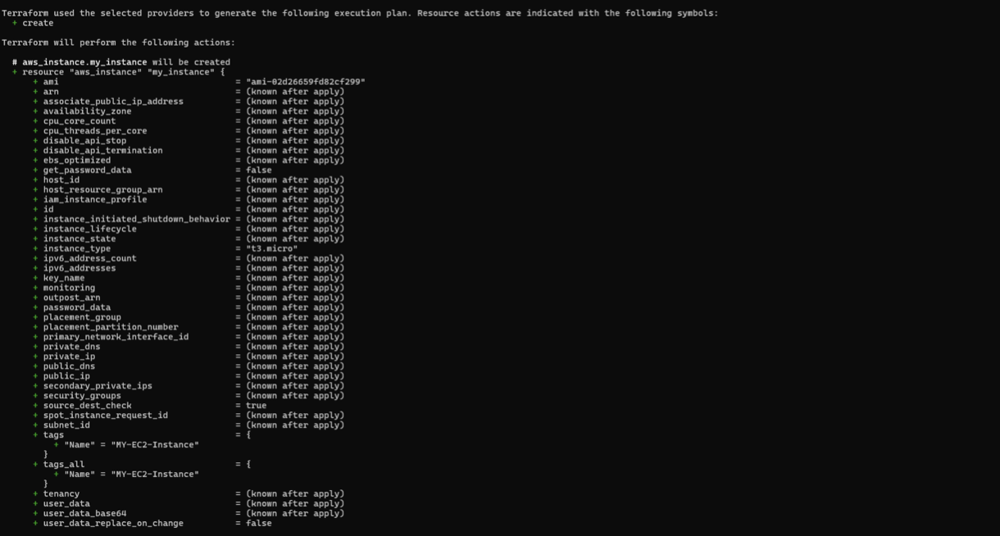 Terraform used the selected providers to generate the following execution plan. Resource actions are indicated with the following symbols:
  + create

Terraform will perform the following actions:

  # aws_instance.my_instance will be created
  + resource "aws_instance" "my_instance" {
      + ami                                  = "ami-02d26659fd82cf299"
      + arn                                  = (known after apply)
      + associate_public_ip_address          = (known after apply)
      + availability_zone                    = (known after apply)
      + cpu_core_count                       = (known after apply)
      + cpu_threads_per_core                 = (known after apply)
      + disable_api_stop                     = (known after apply)
      + disable_api_termination              = (known after apply)
      + ebs_optimized                        = (known after apply)
      + get_password_data                    = false
      + host_id                              = (known after apply)
      + host_resource_group_arn              = (known after apply)
      + iam_instance_profile                 = (known after apply)
      + id                                   = (known after apply)
      + instance_initiated_shutdown_behavior = (known after apply)
      + instance_lifecycle                   = (known after apply)
      + instance_state                       = (known after apply)
      + instance_type                        = "t3.micro"
      + ipv6_address_count                   = (known after apply)
      + ipv6_addresses                       = (known after apply)
      + key_name                             = (known after apply)
      + monitoring                           = (known after apply)
      + outpost_arn                          = (known after apply)
      + password_data                        = (known after apply)
      + placement_group                      = (known after apply)
      + placement_partition_number           = (known after apply)
      + primary_network_interface_id         = (known after apply)
      + private_dns                          = (known after apply)
      + private_ip                           = (known after apply)
      + public_dns                           = (known after apply)
      + public_ip                            = (known after apply)
      + secondary_private_ips                = (known after apply)
      + security_groups                      = (known after apply)
      + source_dest_check                    = true
      + spot_instance_request_id             = (known after apply)
      + subnet_id                            = (known after apply)
      + tags                                 = {
          + "Name" = "MY-EC2-Instance"
        }
      + tags_all                             = {
          + "Name" = "MY-EC2-Instance"
        }
      + tenancy                              = (known after apply)
      + user_data                            = (known after apply)
      + user_data_base64                     = (known after apply)
      + user_data_replace_on_change          = false